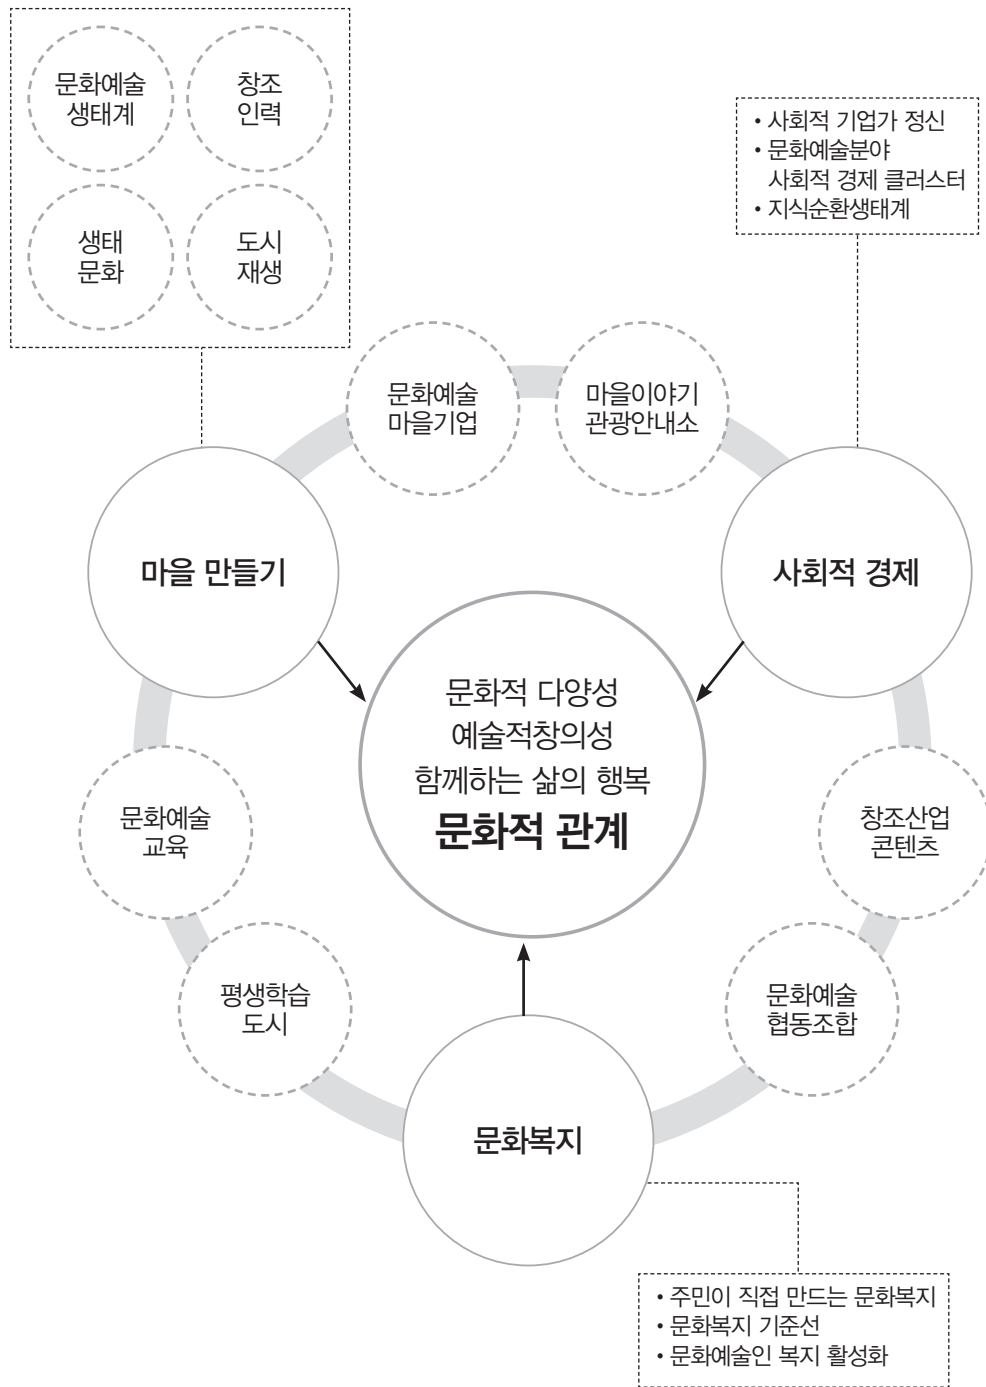 문화예술
생태계
창조
인력
생태
문화
도시
재생
• 사회적 기업가 정신
• 문화예술분야
사회적 경제 클러스터
• 지식순환생태계
문화예술
마을기업
마을이야기
관광안내소
마을 만들기
사회적 경제
문화적 다양성
예술적창의성
함께하는 삶의 행복
문화적 관계
문화예술
교육
창조산업
콘텐츠
평생학습
도시
문화예술
협동조합
문화복지
• 주민이 직접 만드는 문화복지
• 문화복지 기준선
• 문화예술인 복지 활성화